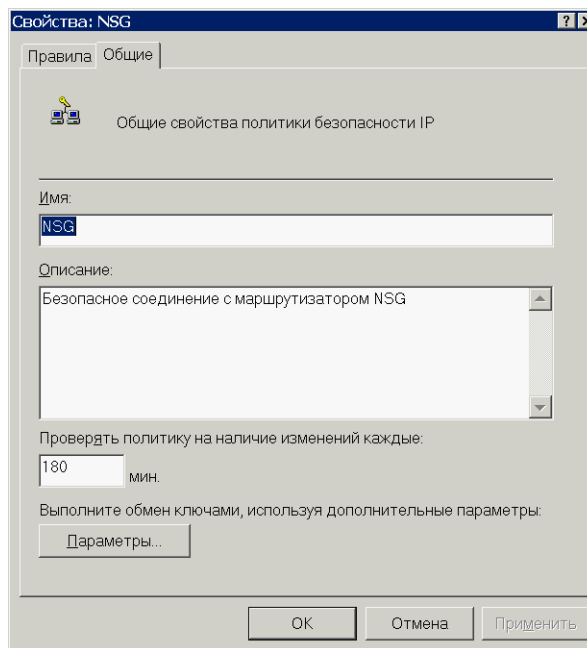 Свойства: NSG
Правила Общие
Общие свойства политики безопасности IP
Имя:
NSG
Описание:
Безопасное соединение с маршрутизатором NSG
Проверять политику на наличие изменений каждые:
180 мин.
Выполните обмен ключами, используя дополнительные параметры:
Параметры...
OK Отмена Применить